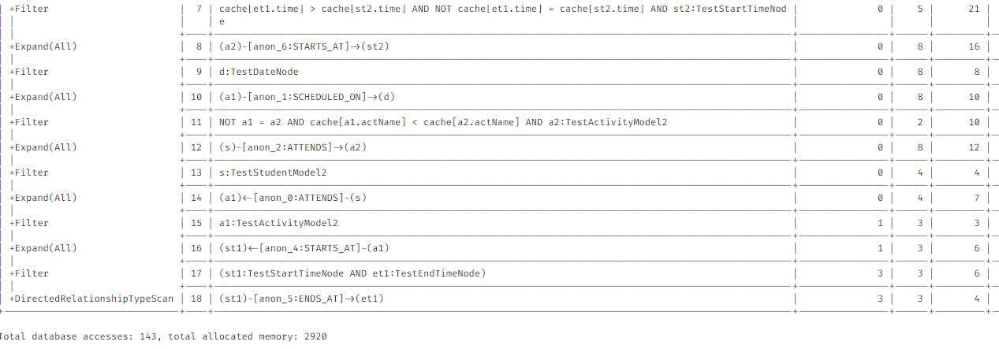 | +Filter | 7 | cache[et1.time] > cache[st2.time] AND NOT cache[et1.time] = cache[st2.time] AND st2:TestStartTimeNod | 0 | 5 | 21 |
| | | | e | | | |
| +Expand(All) | 8 | (a2)-[anon_6:STARTS_AT]->(st2) | 0 | 8 | 16 |
| +Filter | 9 | d:TestDateNode | 0 | 8 | 8 |
| +Expand(All) | 10 | (a1)-[anon_1:SCHEDULED_ON]->(d) | 0 | 8 | 10 |
| +Filter | 11 | NOT a1 = a2 AND cache[a1.actName] < cache[a2.actName] AND a2:TestActivityModel2 | 0 | 2 | 10 |
| +Expand(All) | 12 | (s)-[anon_2:ATTENDS]->(a2) | 0 | 8 | 12 |
| +Filter | 13 | s:TestStudentModel2 | 0 | 4 | 4 |
| +Expand(All) | 14 | (a1)<-[anon_0:ATTENDS]-(s) | 0 | 4 | 7 |
| +Filter | 15 | a1:TestActivityModel2 | 1 | 3 | 3 |
| +Expand(All) | 16 | (st1)<-[anon_4:STARTS_AT]-(a1) | 1 | 3 | 6 |
| +Filter | 17 | (st1:TestStartTimeNode AND et1:TestEndTimeNode) | 3 | 3 | 6 |
| +DirectedRelationshipTypeScan | 18 | (st1)-[anon_5:ENDS_AT]->(et1) | 3 | 3 | 4 |
Total database accesses: 143, total allocated memory: 2920